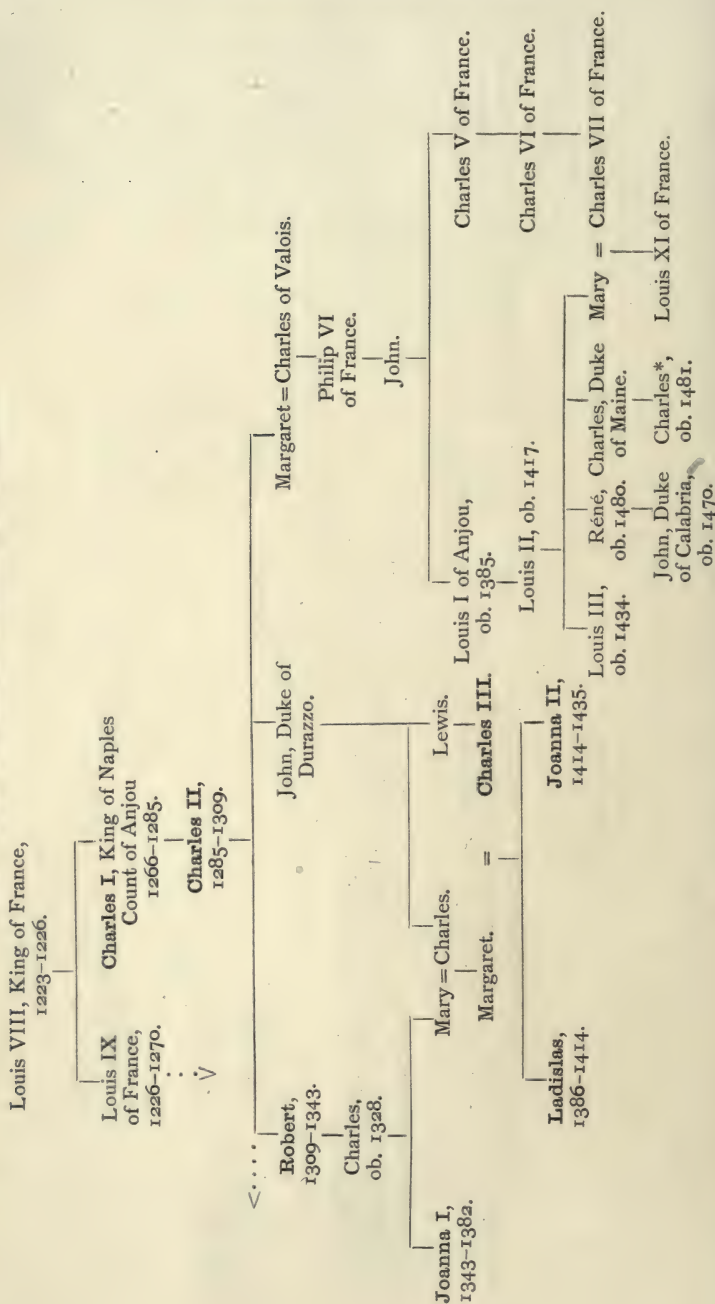 Louis VIII, King of France,
1223–1226.
Louis IX
of France,
1226–1270.
Charles I, King of Naples
Count of Anjou
1266–1285.
Charles II,
1285–1309.
Robert,
1309–1343.
John, Duke of
Durazzo.
Margaret = Charles of Valois.
Charles,
ob. 1328.
Philip VI
of France.
John.
Joanna I,
1343–1382.
Mary = Charles.
Lewis.
Louis I of Anjou,
ob. 1385.
Charles V of France.
Margaret.
=
Charles III.
Louis II, ob. 1417.
Charles VI of France.
Ladislas,
1386–1414.
Joanna II,
1414–1435.
Louis III,
ob. 1434.
Réné,
ob. 1480.
Charles, Duke
of Maine.
Mary = Charles VII of France.
John, Duke
of Calabria,
ob. 1470.
Charles*,
ob. 1481.
Louis XI of France.